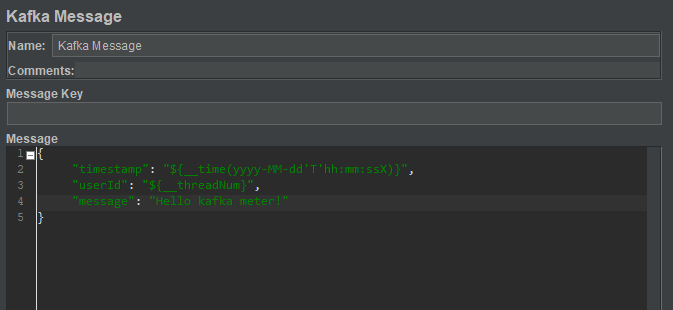 Kafka Message
Name: Kafka Message
Comments:
Message Key
Message
1 {
2 "timestamp": "${__time(yyyy-MM-dd'T'hh:mm:ssX)}",
3 "userId": "${__threadNum}",
4 "message": "Hello kafka meter!"
5 }